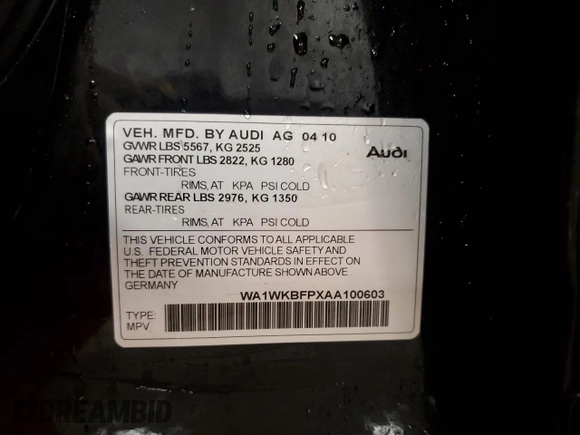 VEH. MFD. BY AUDI AG 04 10
GVWR LBS 5567, KG 2525
GAWR FRONT LBS 2822, KG 1280
FRONT-TIRES
RIMS, AT KPA PSI COLD
GAWR REAR LBS 2976, KG 1350
REAR-TIRES
RIMS, AT KPA PSI COLD
Audi
THIS VEHICLE CONFORMS TO ALL APPLICABLE
U.S. FEDERAL MOTOR VEHICLE SAFETY AND
THEFT PREVENTION STANDARDS IN EFFECT ON
THE DATE OF MANUFACTURE SHOWN ABOVE
GERMANY
WA1WKBFPXAA100603
TYPE:
MPV
DREAMBID